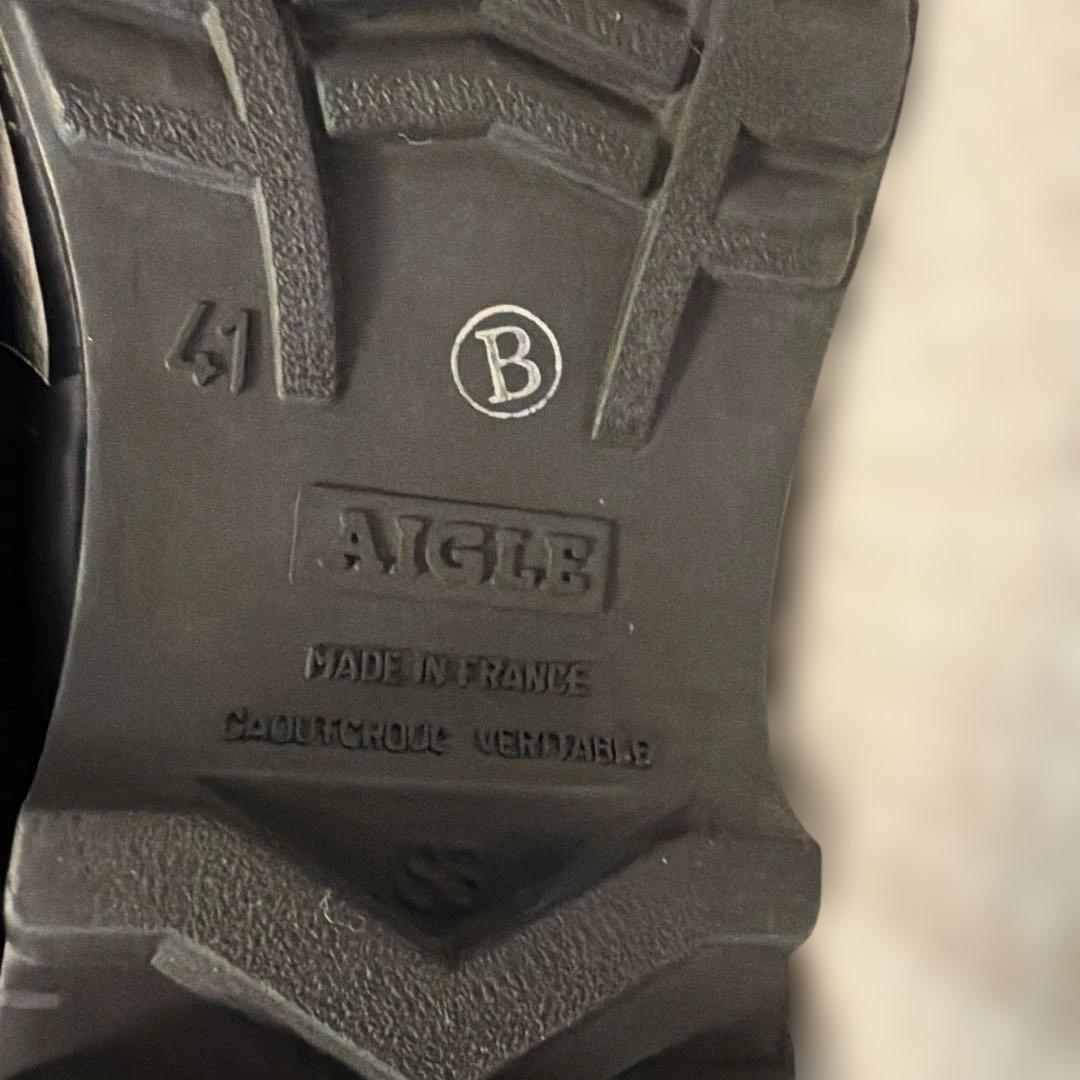 41
B
AIGLE
MADE IN FRANCE
CAOUTCHOUC VERITABLE